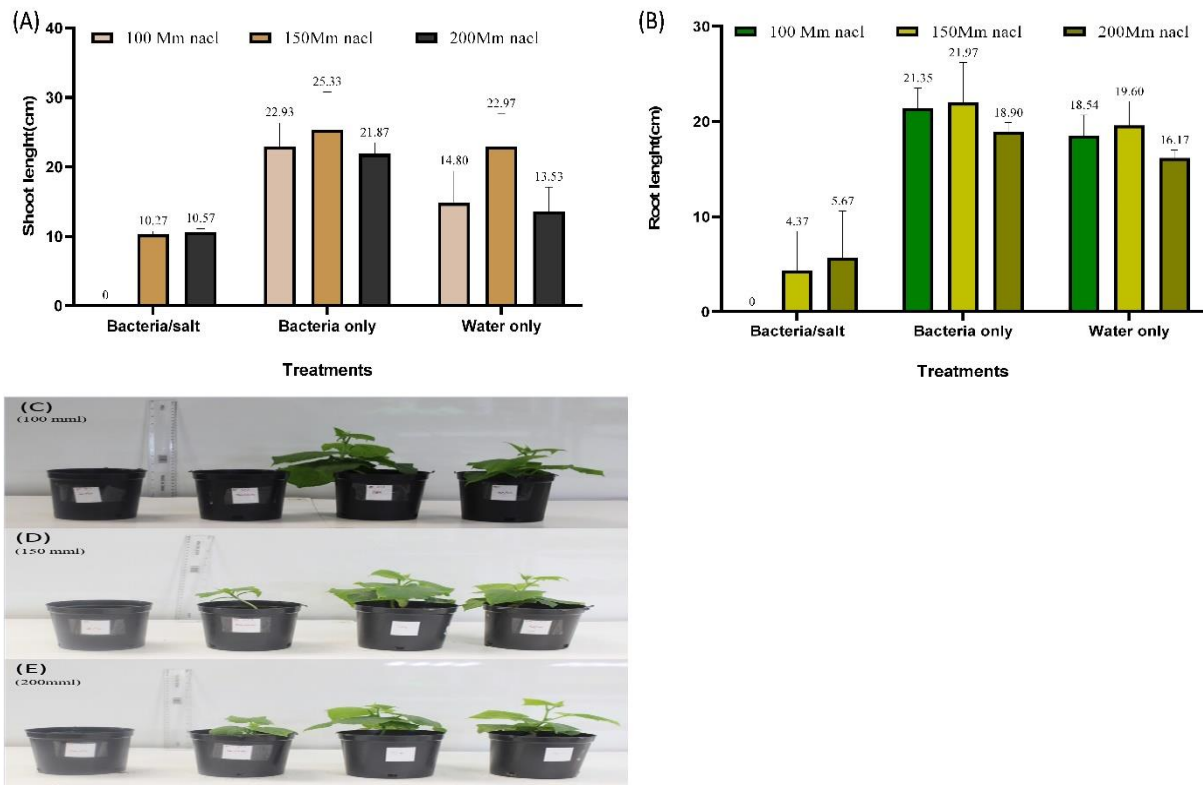 (A)
40
100 Mm nacl 150Mm nacl 200Mm nacl
30
20
10
0
Shoot lenght(cm)
0 10.27 10.57
22.93 25.33 21.87
14.80 22.97 13.53
Bacteria/salt Bacteria only Water only
Treatments
(B)
30
100 Mm nacl 150Mm nacl 200Mm nacl
20
10
0
Root lenght(cm)
0 4.37 5.67
21.35 21.97 18.90
18.54 19.60 16.17
Bacteria/salt Bacteria only Water only
Treatments
(C)
(100 mml)
(D)
(150 mml)
(E)
(200mml)